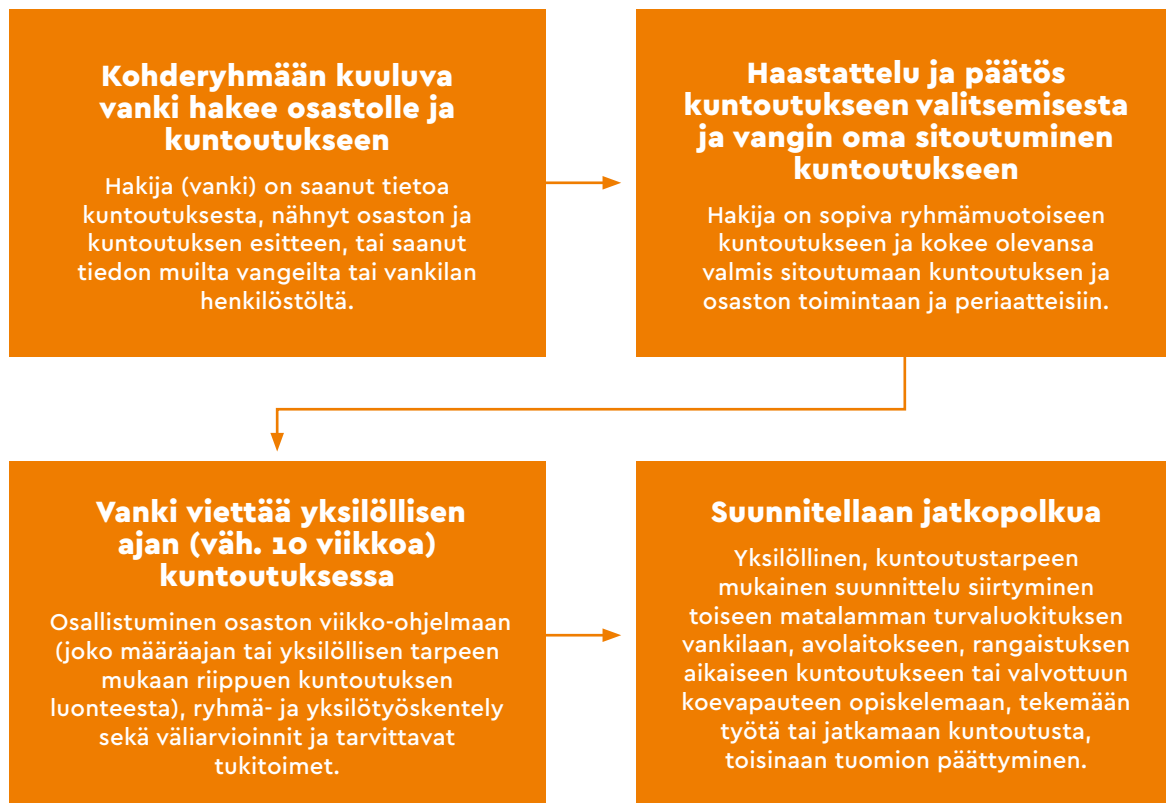 Kohderyhmään kuuluva
vanki hakee osastolle ja
kuntoutukseen
Hakija (vanki) on saanut tietoa
kuntoutuksesta, nähnyt osaston ja
kuntoutuksen esitteen, tai saanut
tiedon muilta vangeilta tai vankilan
henkilöstöltä.
Haastattelu ja päätös
kuntoutukseen valitsemisesta
ja vangin oma sitoutuminen
kuntoutukseen
Hakija on sopiva ryhmämuotoiseen
kuntoutukseen ja kokee olevansa
valmis sitoutumaan kuntoutuksen ja
osaston toimintaan ja periaatteisiin.
Vanki viettää yksilöllisen
ajan (väh. 10 viikkoa)
kuntoutuksessa
Osallistuminen osaston viikko-ohjelmaan
(joko määräajan tai yksilöllisen tarpeen
mukaan riippuen kuntoutuksen
luonteesta), ryhmä- ja yksilötyöskentely
sekä väliarvioinnit ja tarvittavat
tukitoimet.
Suunnitellaan jatkopolkua
Yksilöllinen, kuntoutustarpeen
mukainen suunnittelu siirtyminen
toiseen matalamman turvaluokituksen
vankilaan, avolaitokseen, rangaistuksen
aikaiseen kuntoutukseen tai valvottuun
koevapauteen opiskelemaan, tekemään
työtä tai jatkamaan kuntoutusta,
toisinaan tuomion päättyminen.